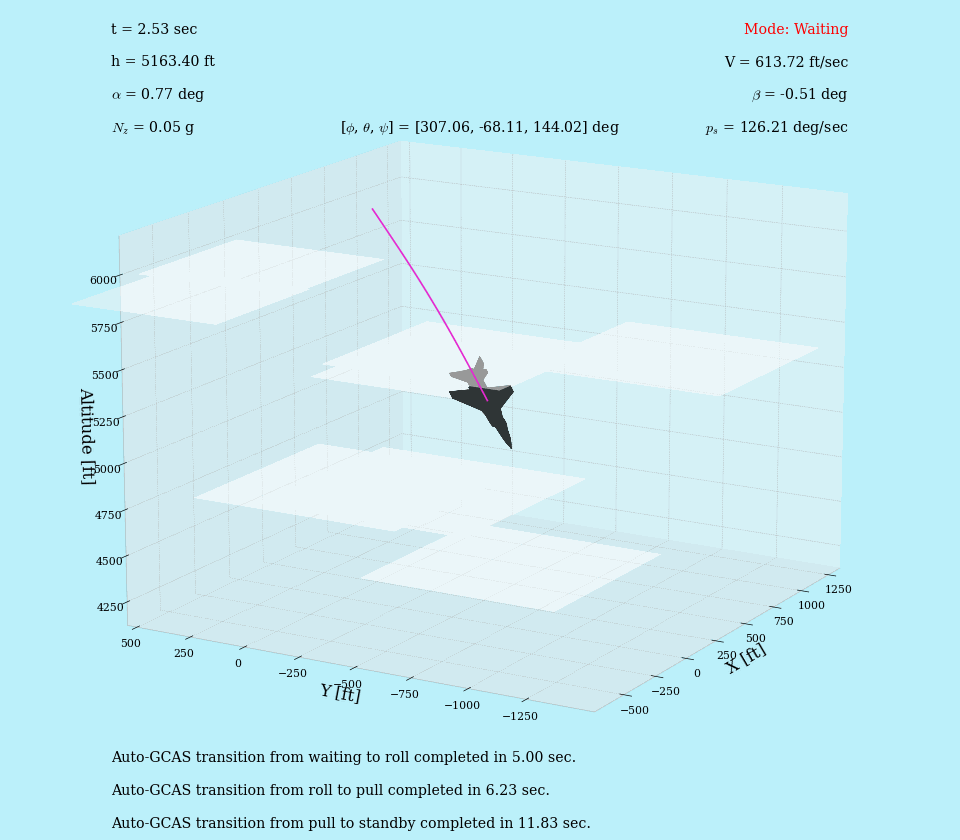 t = 2.53 sec
Mode: Waiting
h = 5163.40 ft
V = 613.72 ft/sec
α = 0.77 deg
β = -0.51 deg
N_z = 0.05 g
[ϕ, θ, ψ] = [307.06, -68.11, 144.02] deg
p_s = 126.21 deg/sec
6000
5750
5500
5250
5000
4750
4500
4250
Altitude [ft]
500
250
0
−250
−500
−750
−1000
−1250
Y [ft]
−500
−250
0
250
500
750
1000
1250
X [ft]
Auto-GCAS transition from waiting to roll completed in 5.00 sec.
Auto-GCAS transition from roll to pull completed in 6.23 sec.
Auto-GCAS transition from pull to standby completed in 11.83 sec.